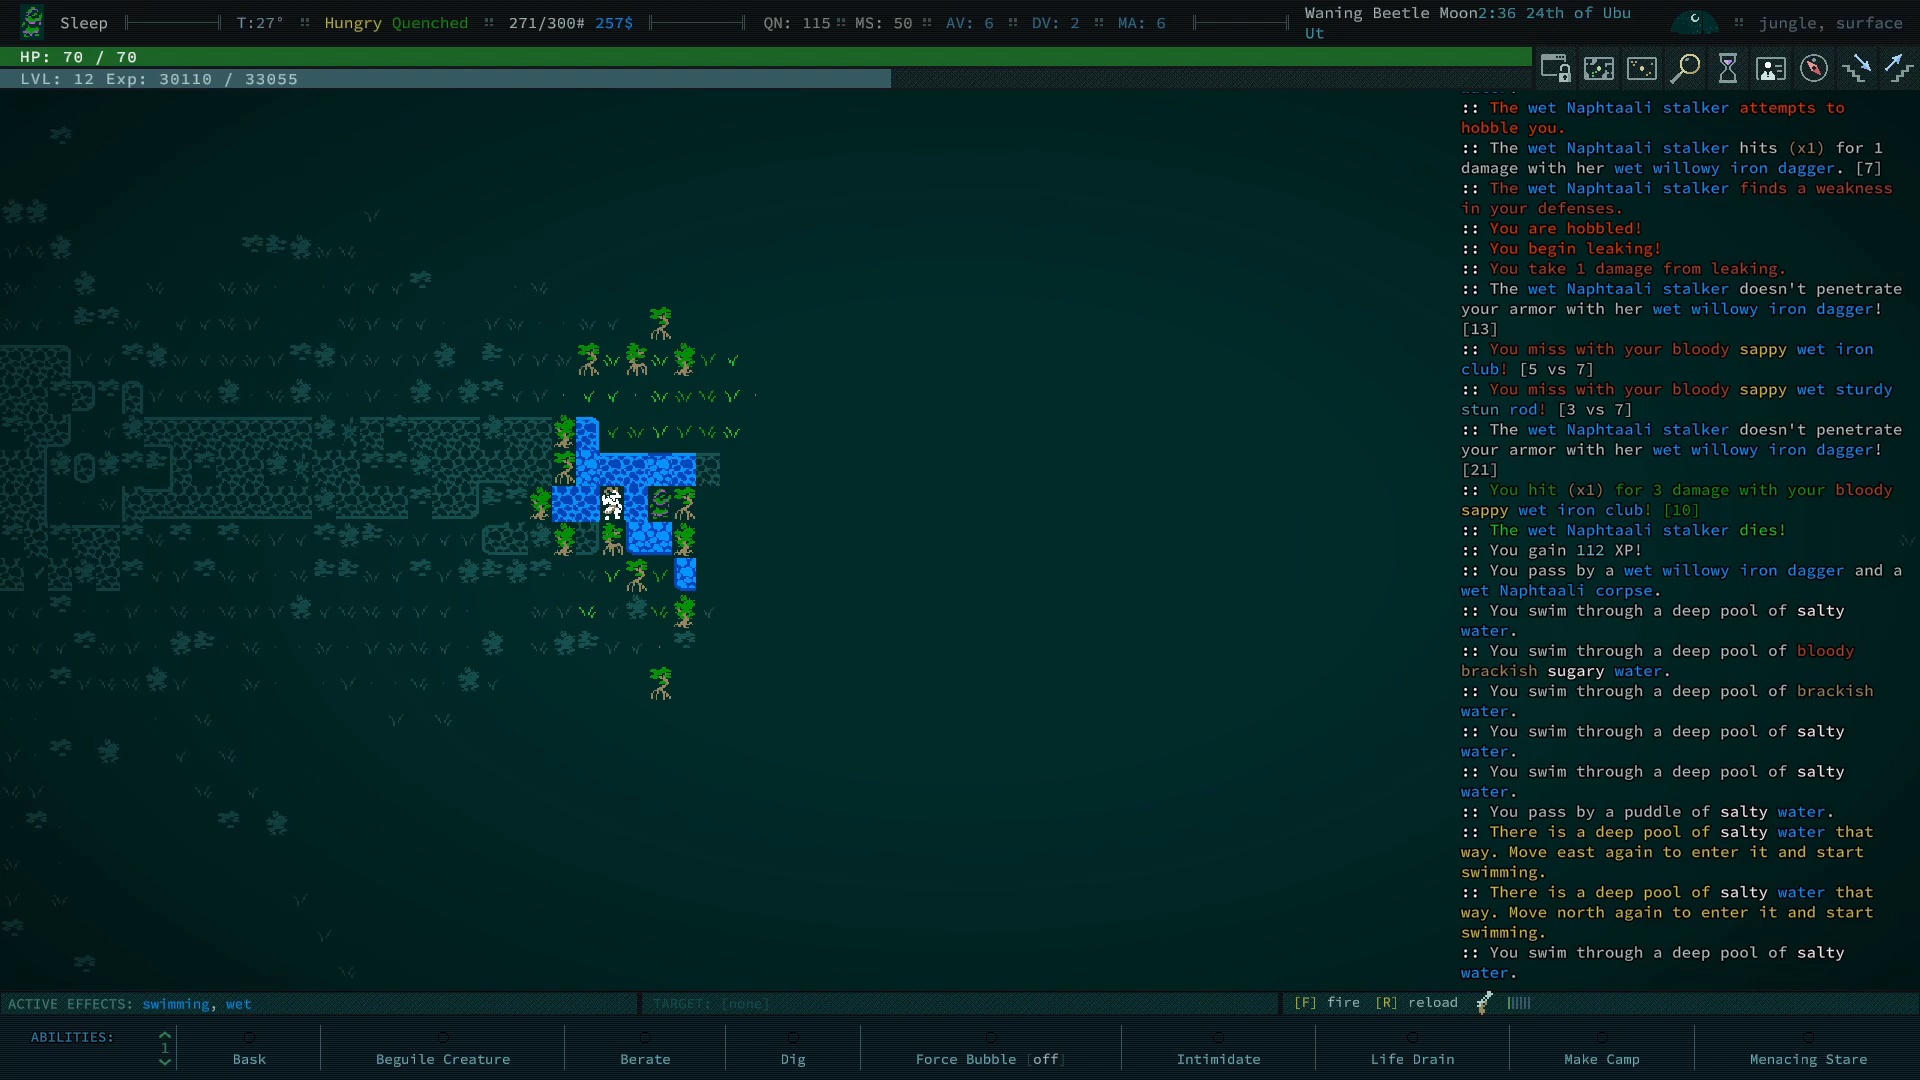 Sleep T:27° :: Hungry Quenched :: 271/300# 257$ QN: 115 :: MS: 50 :: AV: 6 :: DV: 2 :: MA: 6 Waning Beetle Moon2:36 24th of Ubu :: jungle, surface
Ut
HP: 70 / 70
LVL: 12 Exp: 30110 / 33055
:: The wet Naphtaali stalker attempts to
hobble you.
:: The wet Naphtaali stalker hits (x1) for 1
damage with her wet willowy iron dagger. [7]
:: The wet Naphtaali stalker finds a weakness
in your defenses.
:: You are hobbled!
:: You begin leaking!
:: You take 1 damage from leaking.
:: The wet Naphtaali stalker doesn't penetrate
your armor with her wet willowy iron dagger!
[13]
:: You miss with your bloody sappy wet iron
club! [5 vs 7]
:: You miss with your bloody sappy wet sturdy
stun rod! [3 vs 7]
:: The wet Naphtaali stalker doesn't penetrate
your armor with her wet willowy iron dagger!
[21]
:: You hit (x1) for 3 damage with your bloody
sappy wet iron club! [10]
:: The wet Naphtaali stalker dies!
:: You gain 112 XP!
:: You pass by a wet willowy iron dagger and a
wet Naphtaali corpse.
:: You swim through a deep pool of salty
water.
:: You swim through a deep pool of bloody
brackish sugary water.
:: You swim through a deep pool of brackish
water.
:: You swim through a deep pool of salty
water.
:: You swim through a deep pool of salty
water.
:: You pass by a puddle of salty water.
:: There is a deep pool of salty water that
way. Move east again to enter it and start
swimming.
:: There is a deep pool of salty water that
way. Move north again to enter it and start
swimming.
:: You swim through a deep pool of salty
water.
ACTIVE EFFECTS: swimming, wet TARGET: [none] [F] fire [R] reload
ABILITIES: 1 Bask Beguile Creature Berate Dig Force Bubble [off] Intimidate Life Drain Make Camp Menacing Stare